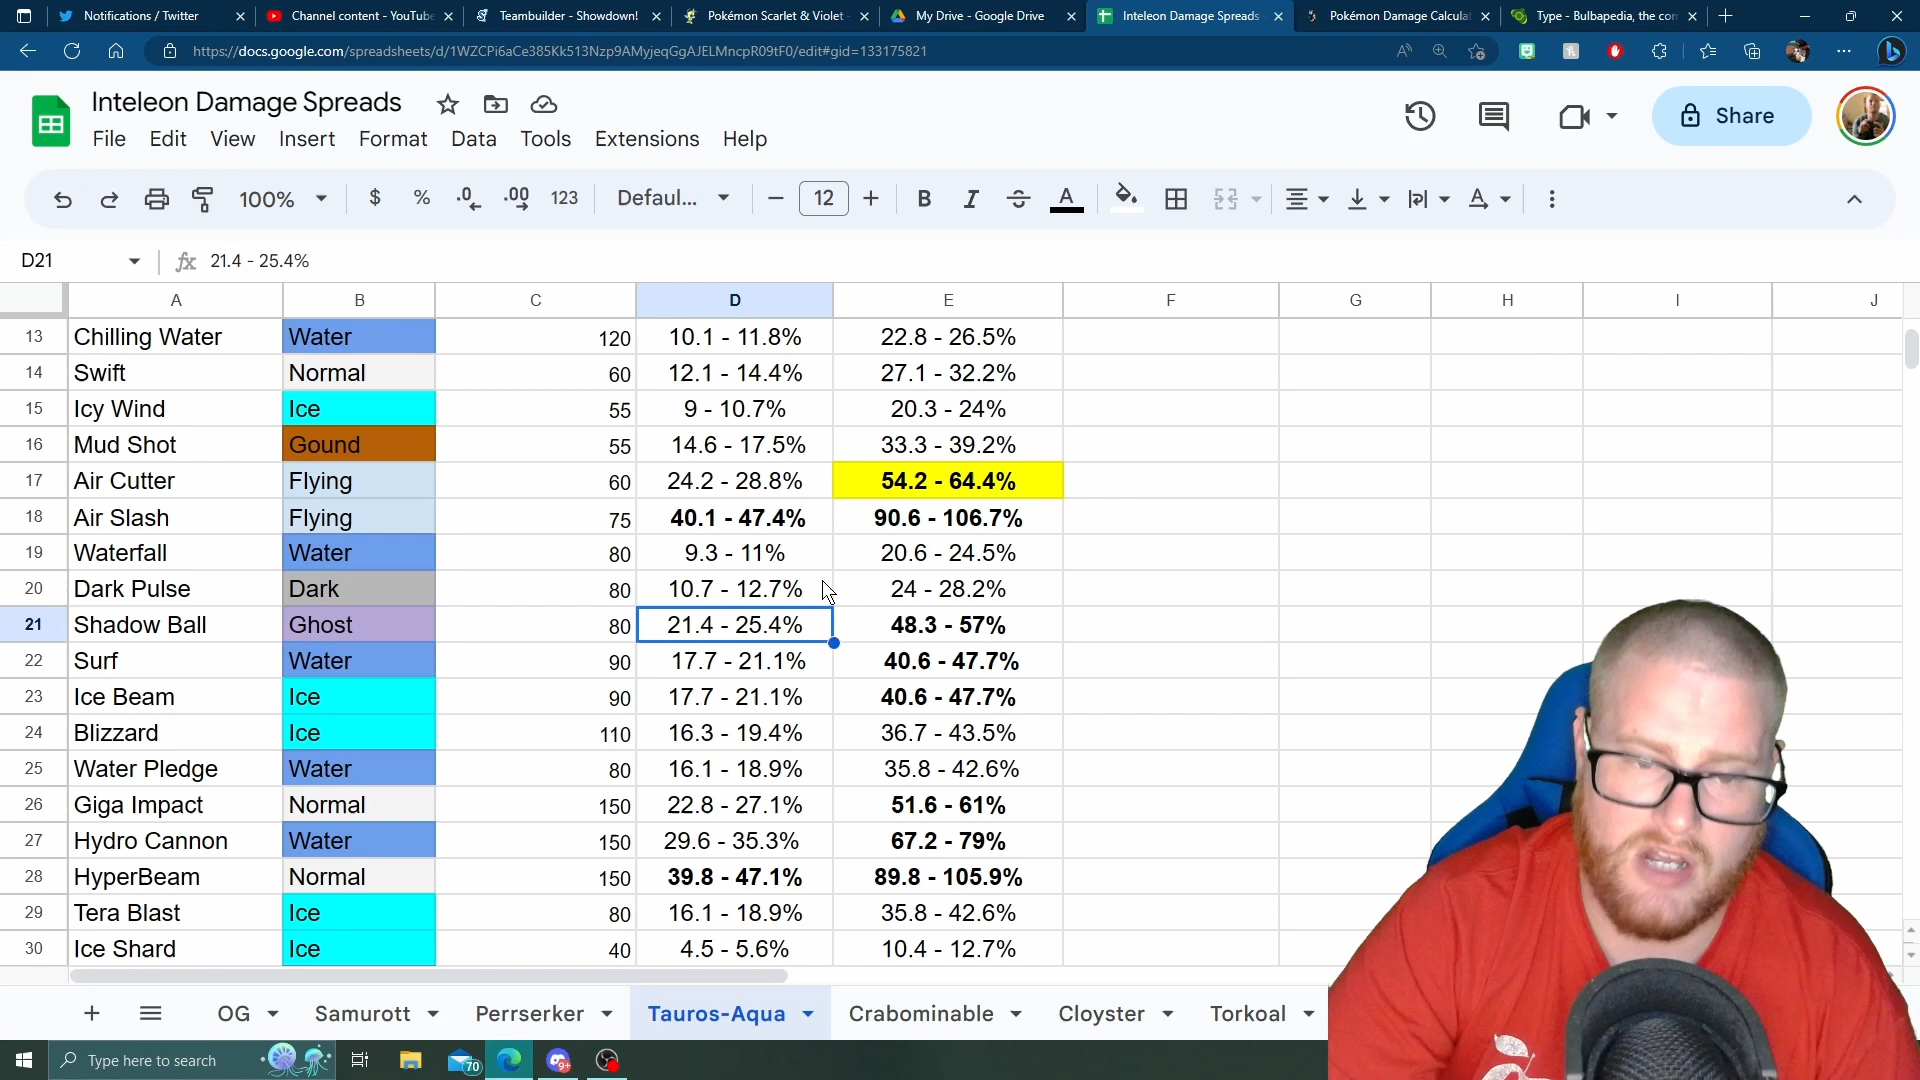 Notifications / Twitter
Channel content - YouTube
Teambuilder - Showdown!
Pokémon Scarlet & Violet -
My Drive - Google Drive
Inteleon Damage Spreads -
Pokémon Damage Calcula
Type - Bulbapedia, the con
https://docs.google.com/spreadsheets/d/1WZCPi6aCe385Kk513Nzp9AMyjeqGgAJELMncpR09tF0/edit#gid=133175821
Inteleon Damage Spreads
Share
File Edit View Insert Format Data Tools Extensions Help
100% $ % .0 .00 123 Defaul... 12 B I S A
D21 fx 21.4 - 25.4%
A B C D E F G H I J
13 Chilling Water Water 120 10.1 - 11.8% 22.8 - 26.5%
14 Swift Normal 60 12.1 - 14.4% 27.1 - 32.2%
15 Icy Wind Ice 55 9 - 10.7% 20.3 - 24%
16 Mud Shot Gound 55 14.6 - 17.5% 33.3 - 39.2%
17 Air Cutter Flying 60 24.2 - 28.8% 54.2 - 64.4%
18 Air Slash Flying 75 40.1 - 47.4% 90.6 - 106.7%
19 Waterfall Water 80 9.3 - 11% 20.6 - 24.5%
20 Dark Pulse Dark 80 10.7 - 12.7% 24 - 28.2%
21 Shadow Ball Ghost 80 21.4 - 25.4% 48.3 - 57%
22 Surf Water 90 17.7 - 21.1% 40.6 - 47.7%
23 Ice Beam Ice 90 17.7 - 21.1% 40.6 - 47.7%
24 Blizzard Ice 110 16.3 - 19.4% 36.7 - 43.5%
25 Water Pledge Water 80 16.1 - 18.9% 35.8 - 42.6%
26 Giga Impact Normal 150 22.8 - 27.1% 51.6 - 61%
27 Hydro Cannon Water 150 29.6 - 35.3% 67.2 - 79%
28 HyperBeam Normal 150 39.8 - 47.1% 89.8 - 105.9%
29 Tera Blast Ice 80 16.1 - 18.9% 35.8 - 42.6%
30 Ice Shard Ice 40 4.5 - 5.6% 10.4 - 12.7%
OG Samurott Perrserker Tauros-Aqua Crabominable Cloyster Torkoal
Type here to search 70 9+